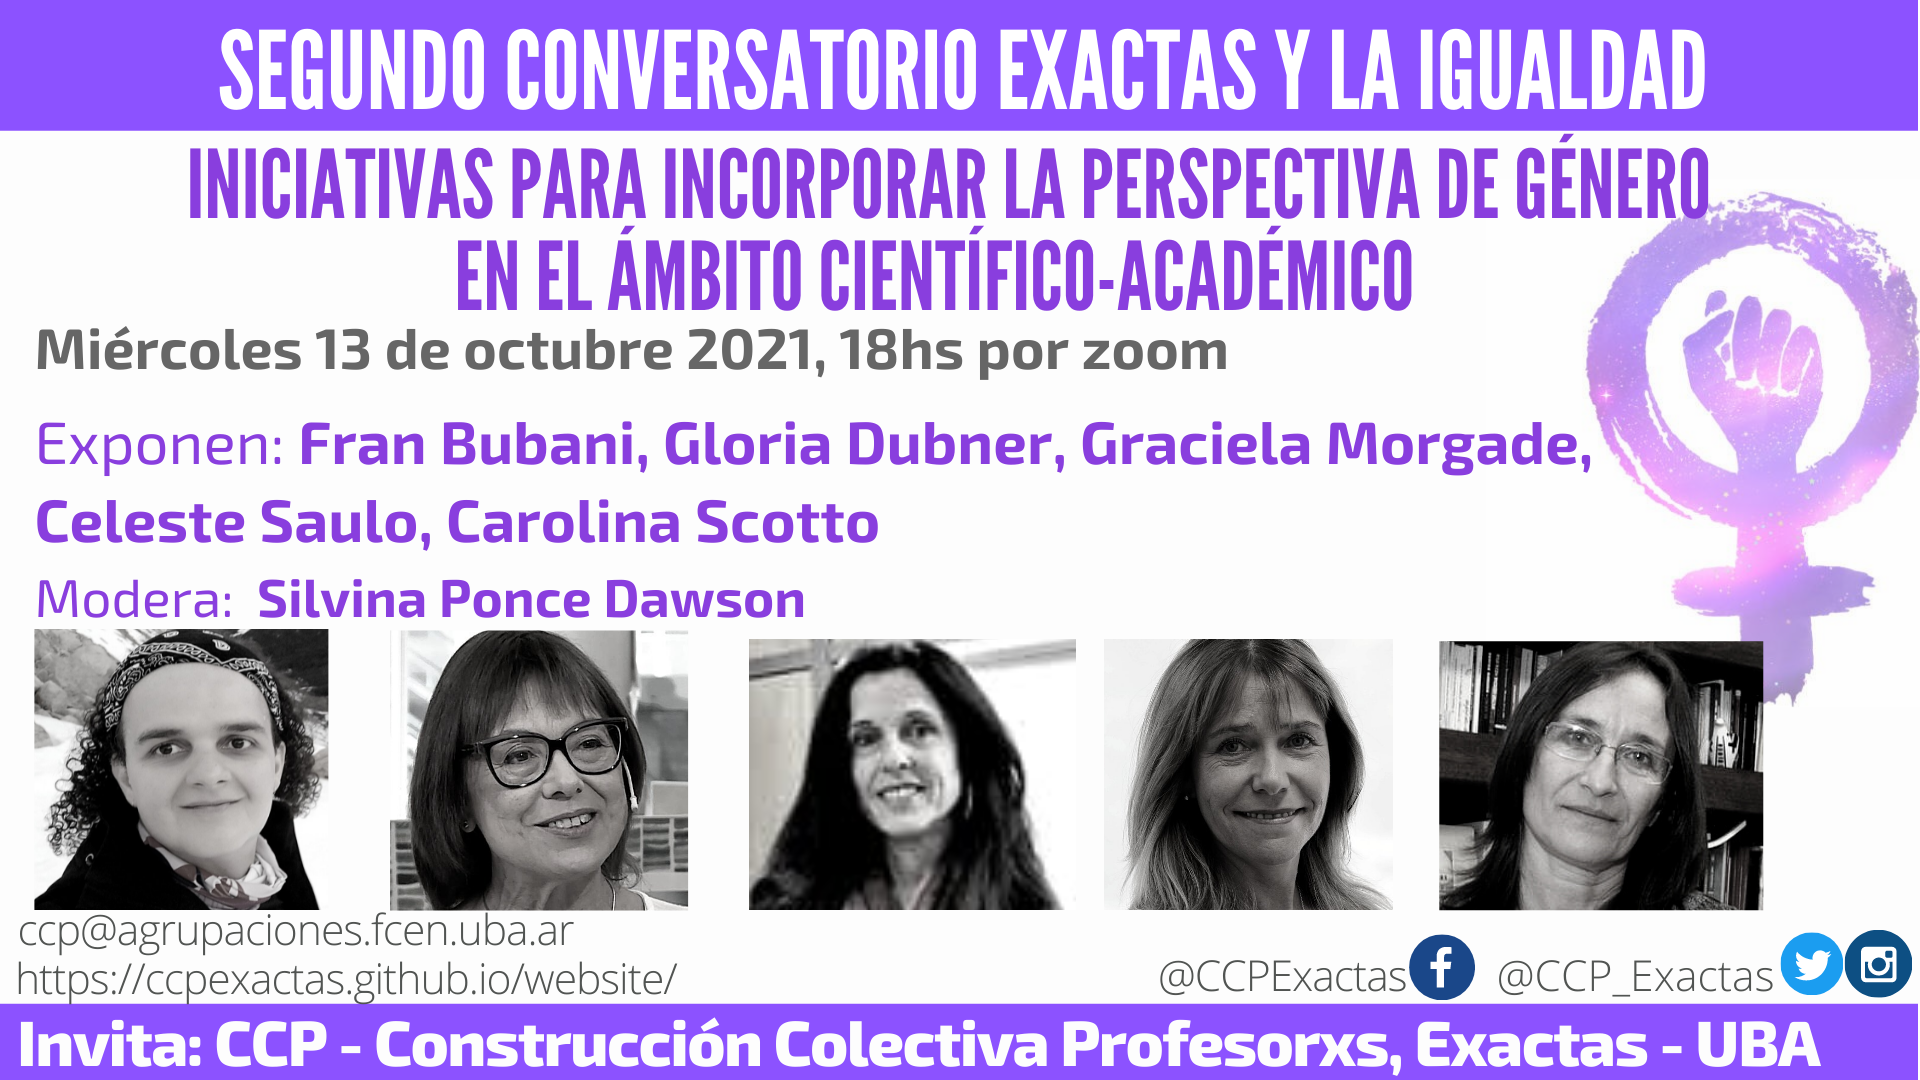 SEGUNDO CONVERSATORIO EXACTAS Y LA IGUALDAD
INICIATIVAS PARA INCORPORAR LA PERSPECTIVA DE GÉNERO
EN EL ÁMBITO CIENTÍFICO-ACADÉMICO
Miércoles 13 de octubre 2021, 18hs por zoom
Exponen: Fran Bubani, Gloria Dubner, Graciela Morgade,
Celeste Saulo, Carolina Scotto
Modera: Silvina Ponce Dawson
ccp@agrupaciones.fcen.uba.ar
https://ccpexactas.github.io/website/
@CCPExactas @CCP_Exactas
Invita: CCP - Construcción Colectiva Profesorxs, Exactas - UBA